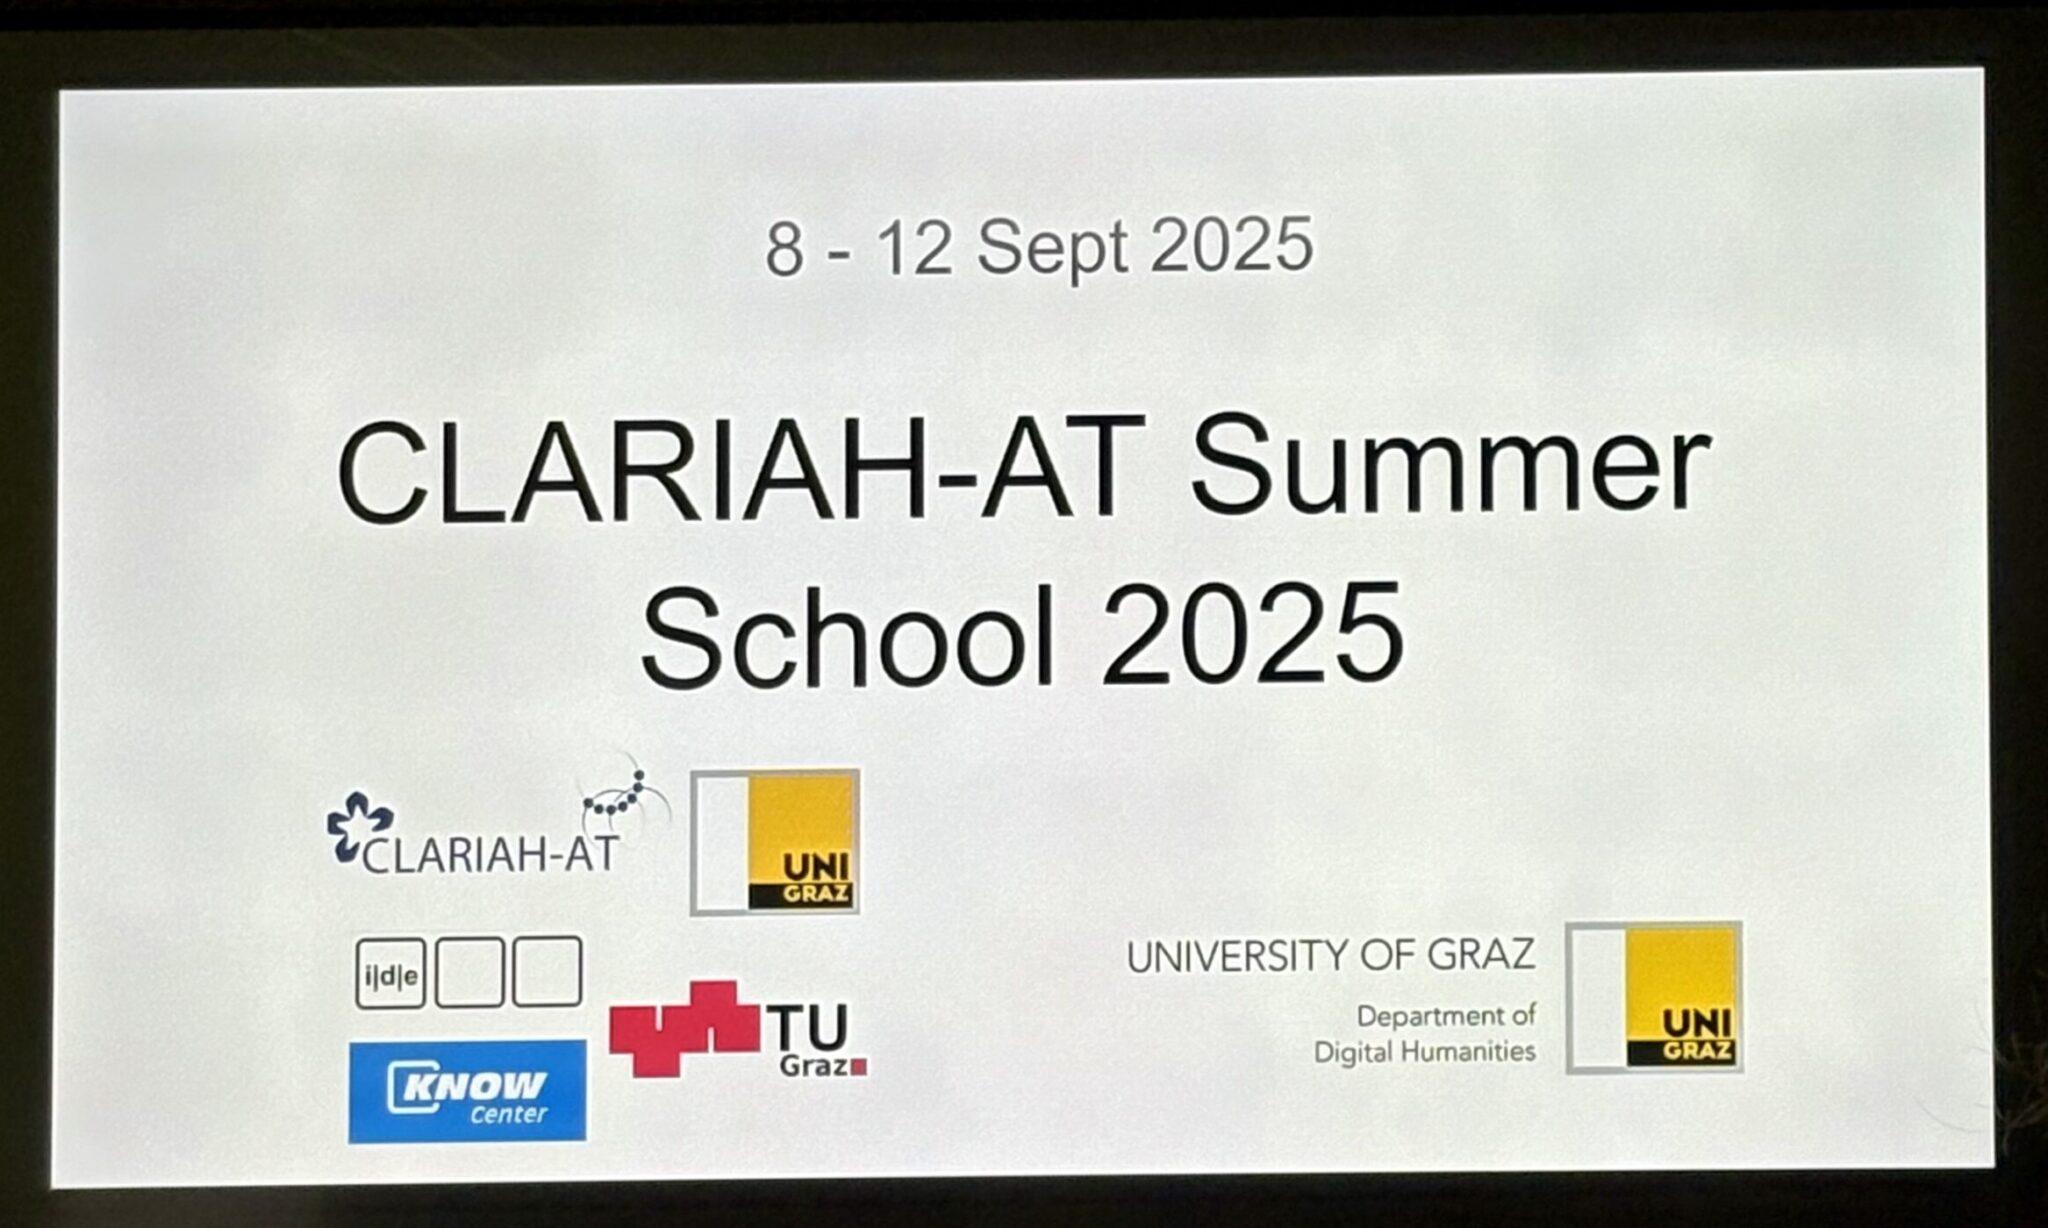 8 - 12 Sept 2025
CLARIAH-AT Summer
School 2025
CLARIAH-AT
UNI
GRAZ
i|d|e
KNOW
Center
TU
Graz
UNIVERSITY OF GRAZ
Department of
Digital Humanities
UNI
GRAZ